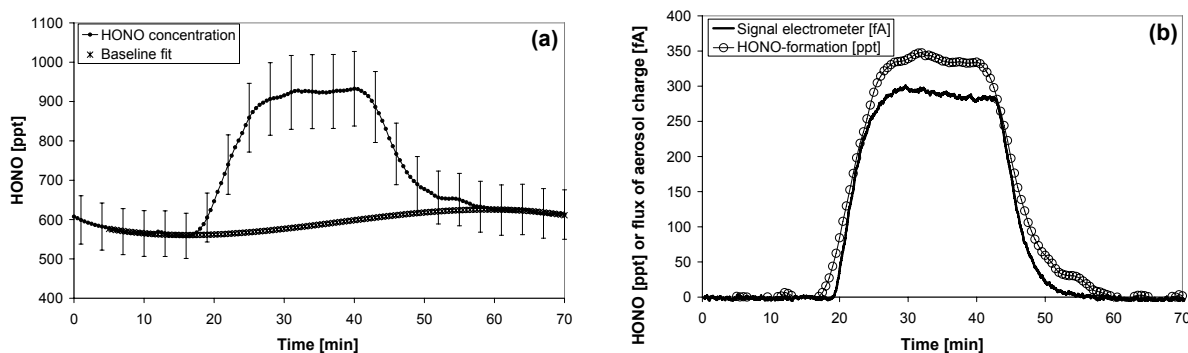 1100
1000
900
800
700
600
500
400
HONO [ppt]
0 10 20 30 40 50 60 70
Time [min]
HONO concentration
Baseline fit
(a)
400
350
300
250
200
150
100
50
0
HONO [ppt] or flux of aerosol charge [fA]
0 10 20 30 40 50 60 70
Time [min]
Signal electrometer [fA]
HONO-formation [ppt]
(b)